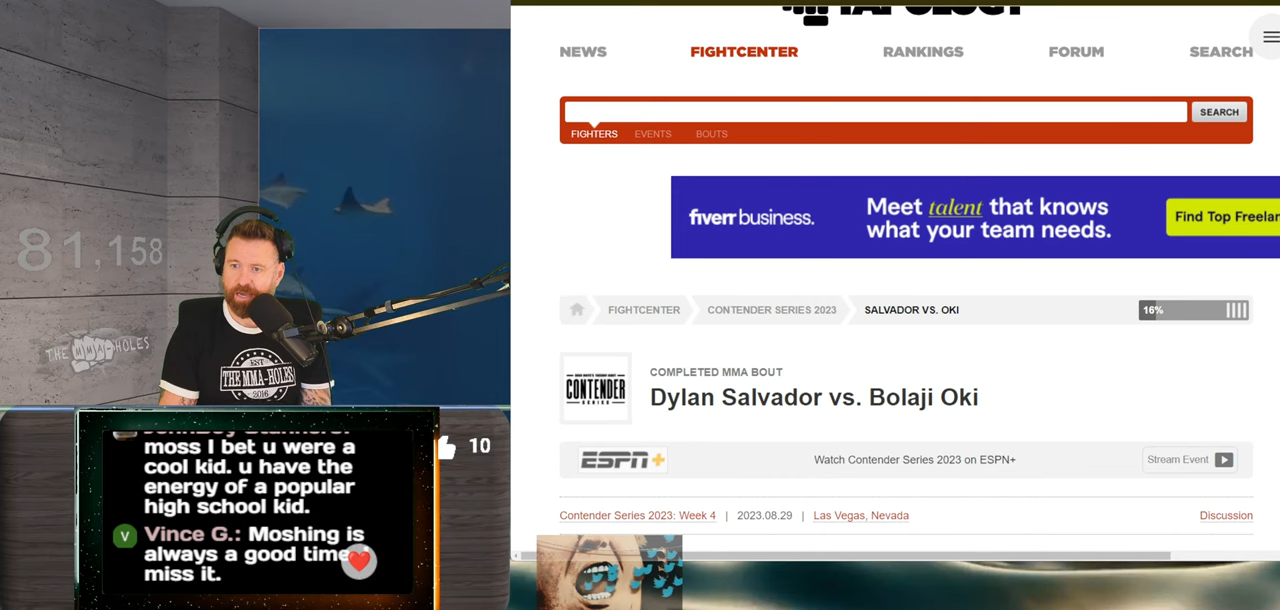 TAPOLOGY
NEWS FIGHTCENTER RANKINGS FORUM SEARCH
SEARCH
FIGHTERS EVENTS BOUTS
fiverr business.
Meet talent that knows
what your team needs.
Find Top Freelan
FIGHTCENTER CONTENDER SERIES 2023 SALVADOR VS. OKI
16%
CONTENDER
SERIES
COMPLETED MMA BOUT
Dylan Salvador vs. Bolaji Oki
ESPN+
Watch Contender Series 2023 on ESPN+
Stream Event
Contender Series 2023: Week 4 | 2023.08.29 | Las Vegas, Nevada
Discussion
81,158
THE MMA-HOLES
EST
THE MMA-HOLES
2016
moss I bet u were a
cool kid. u have the
energy of a popular
high school kid.
V
Vince G.: Moshing is
always a good time
miss it.
10